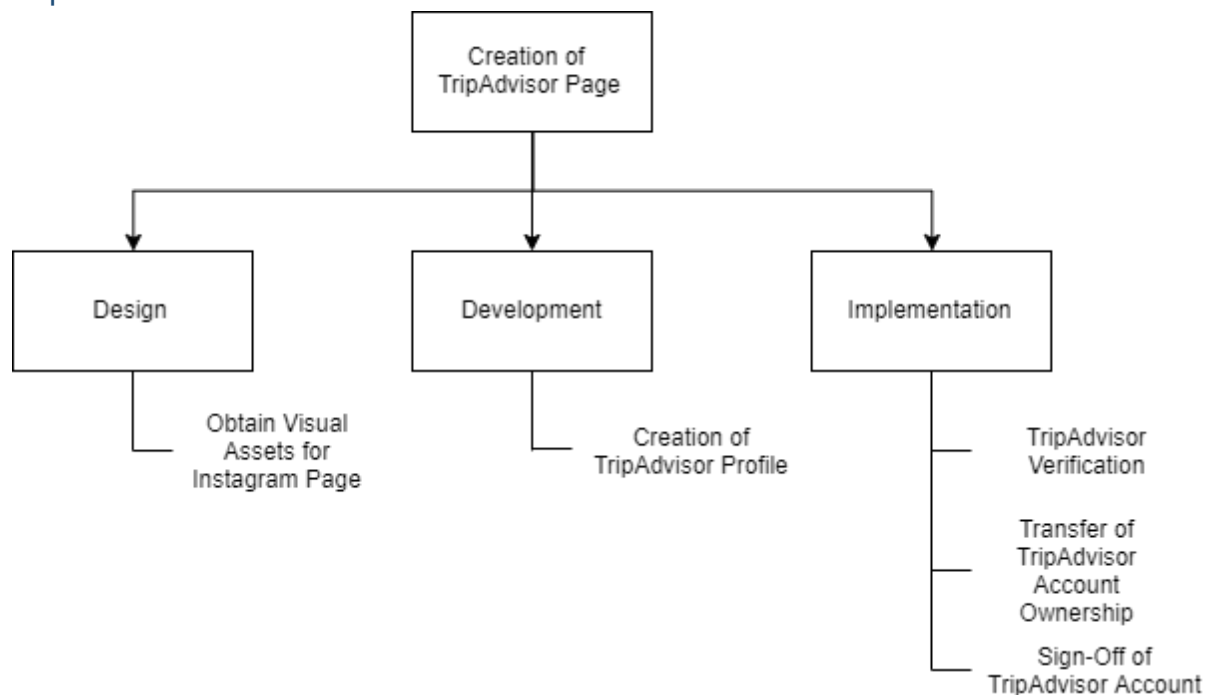 Creation of
TripAdvisor Page
Design
Development
Implementation
Obtain Visual
Assets for
Instagram Page
Creation of
TripAdvisor Profile
TripAdvisor
Verification
Transfer of
TripAdvisor
Account
Ownership
Sign-Off of
TripAdvisor Account